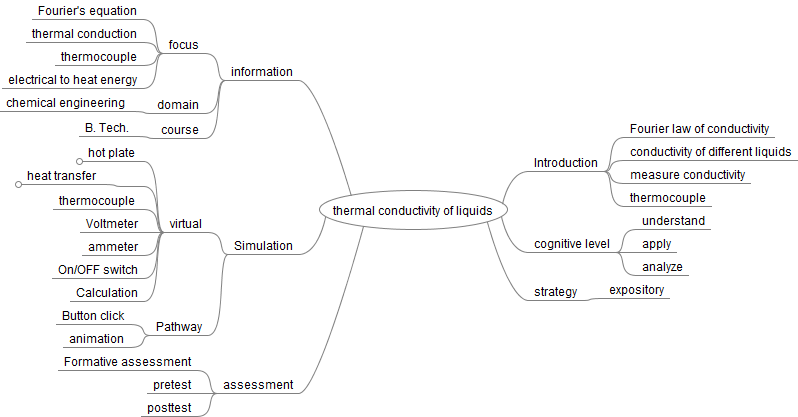 Fourier's equation
thermal conduction
thermocouple
electrical to heat energy
focus
chemical engineering
domain
B. Tech.
course
information
hot plate
heat transfer
thermocouple
Voltmeter
ammeter
On/OFF switch
Calculation
virtual
Button click
animation
Pathway
Simulation
Formative assessment
pretest
posttest
assessment
thermal conductivity of liquids
Introduction
Fourier law of conductivity
conductivity of different liquids
measure conductivity
thermocouple
cognitive level
understand
apply
analyze
strategy
expository